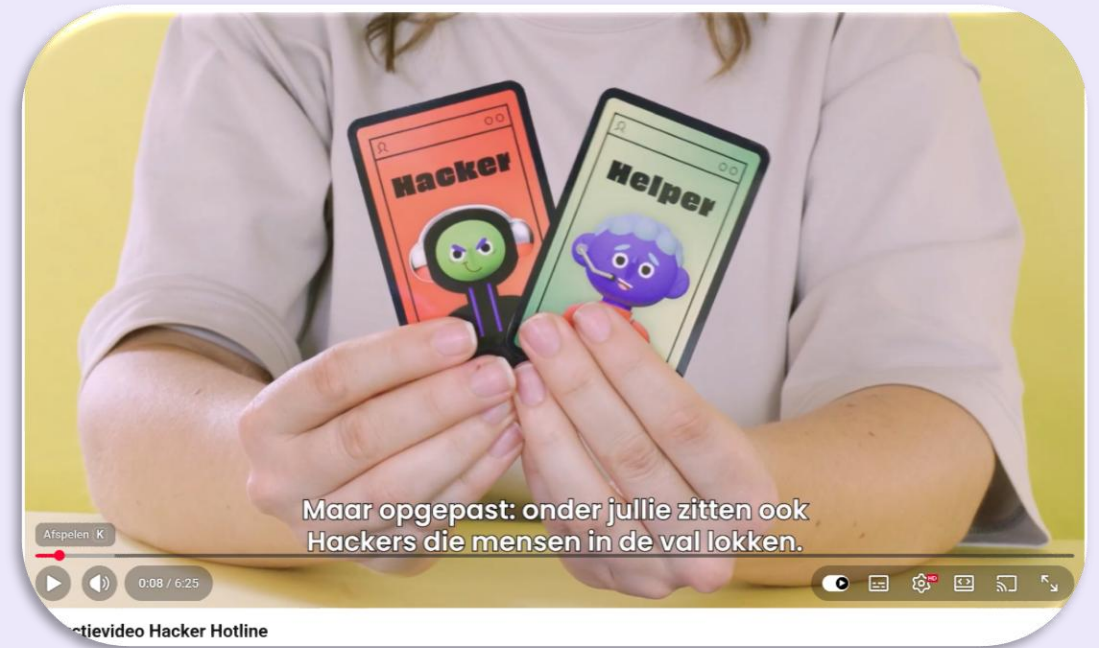 Hacker
Helper
Maar opgepast: onder jullie zitten ook
Hackers die mensen in de val lokken.
Afspelen K
0:08 / 6:25
HD
ctievideo Hacker Hotline